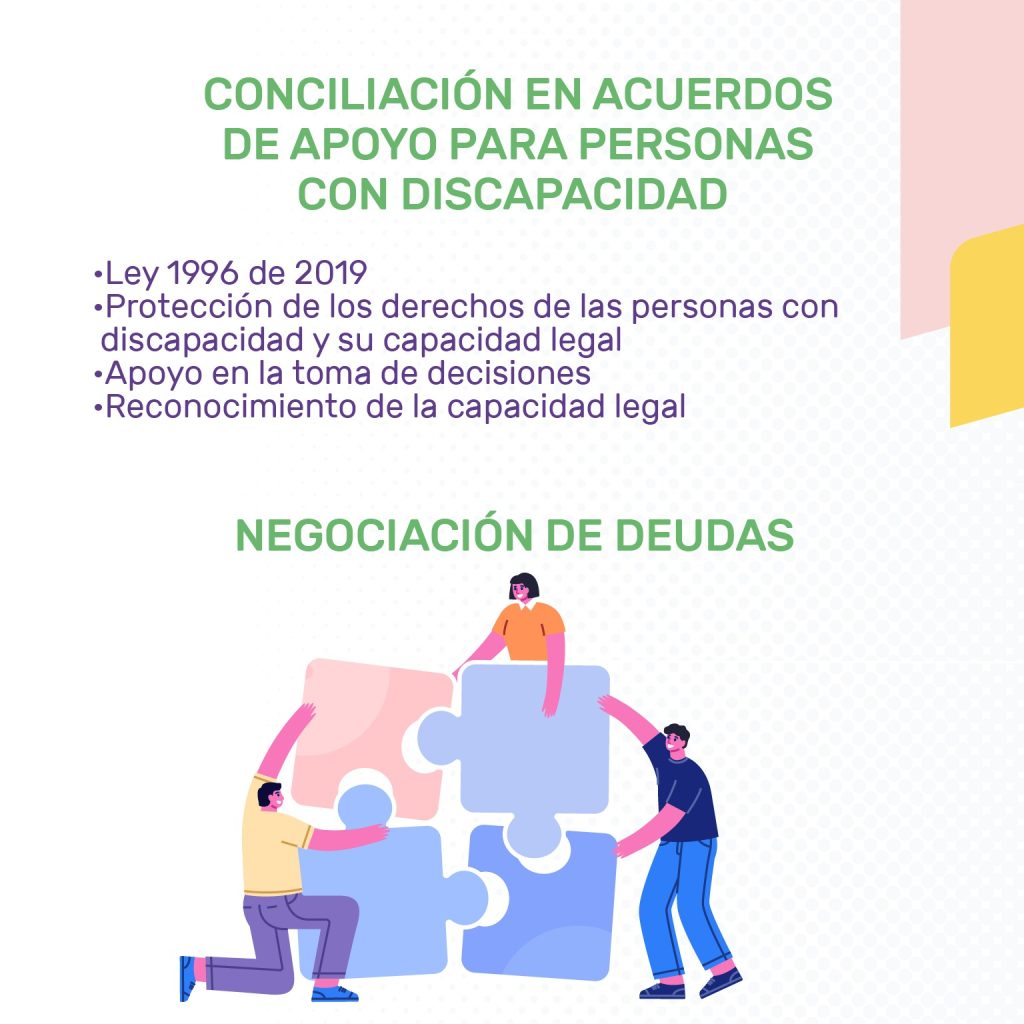 CONCILIACIÓN EN ACUERDOS
DE APOYO PARA PERSONAS
CON DISCAPACIDAD
•Ley 1996 de 2019
•Protección de los derechos de las personas con
discapacidad y su capacidad legal
•Apoyo en la toma de decisiones
•Reconocimiento de la capacidad legal
NEGOCIACIÓN DE DEUDAS